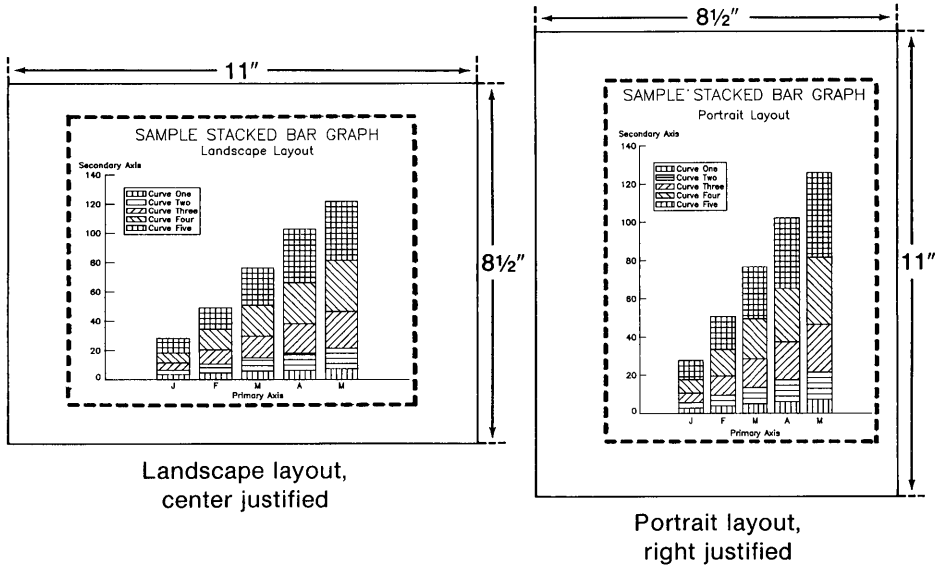 11″
8½″
SAMPLE STACKED BAR GRAPH
Landscape Layout
Secondary Axis
140
120
100
80
60
40
20
0
Curve One
Curve Two
Curve Three
Curve Four
Curve Five
J F M A M
Primary Axis
Landscape layout,
center justified
8½″
11″
SAMPLE STACKED BAR GRAPH
Portrait Layout
Secondary Axis
140
120
100
80
60
40
20
0
Curve One
Curve Two
Curve Three
Curve Four
Curve Five
J F M A M
Primary Axis
Portrait layout,
right justified